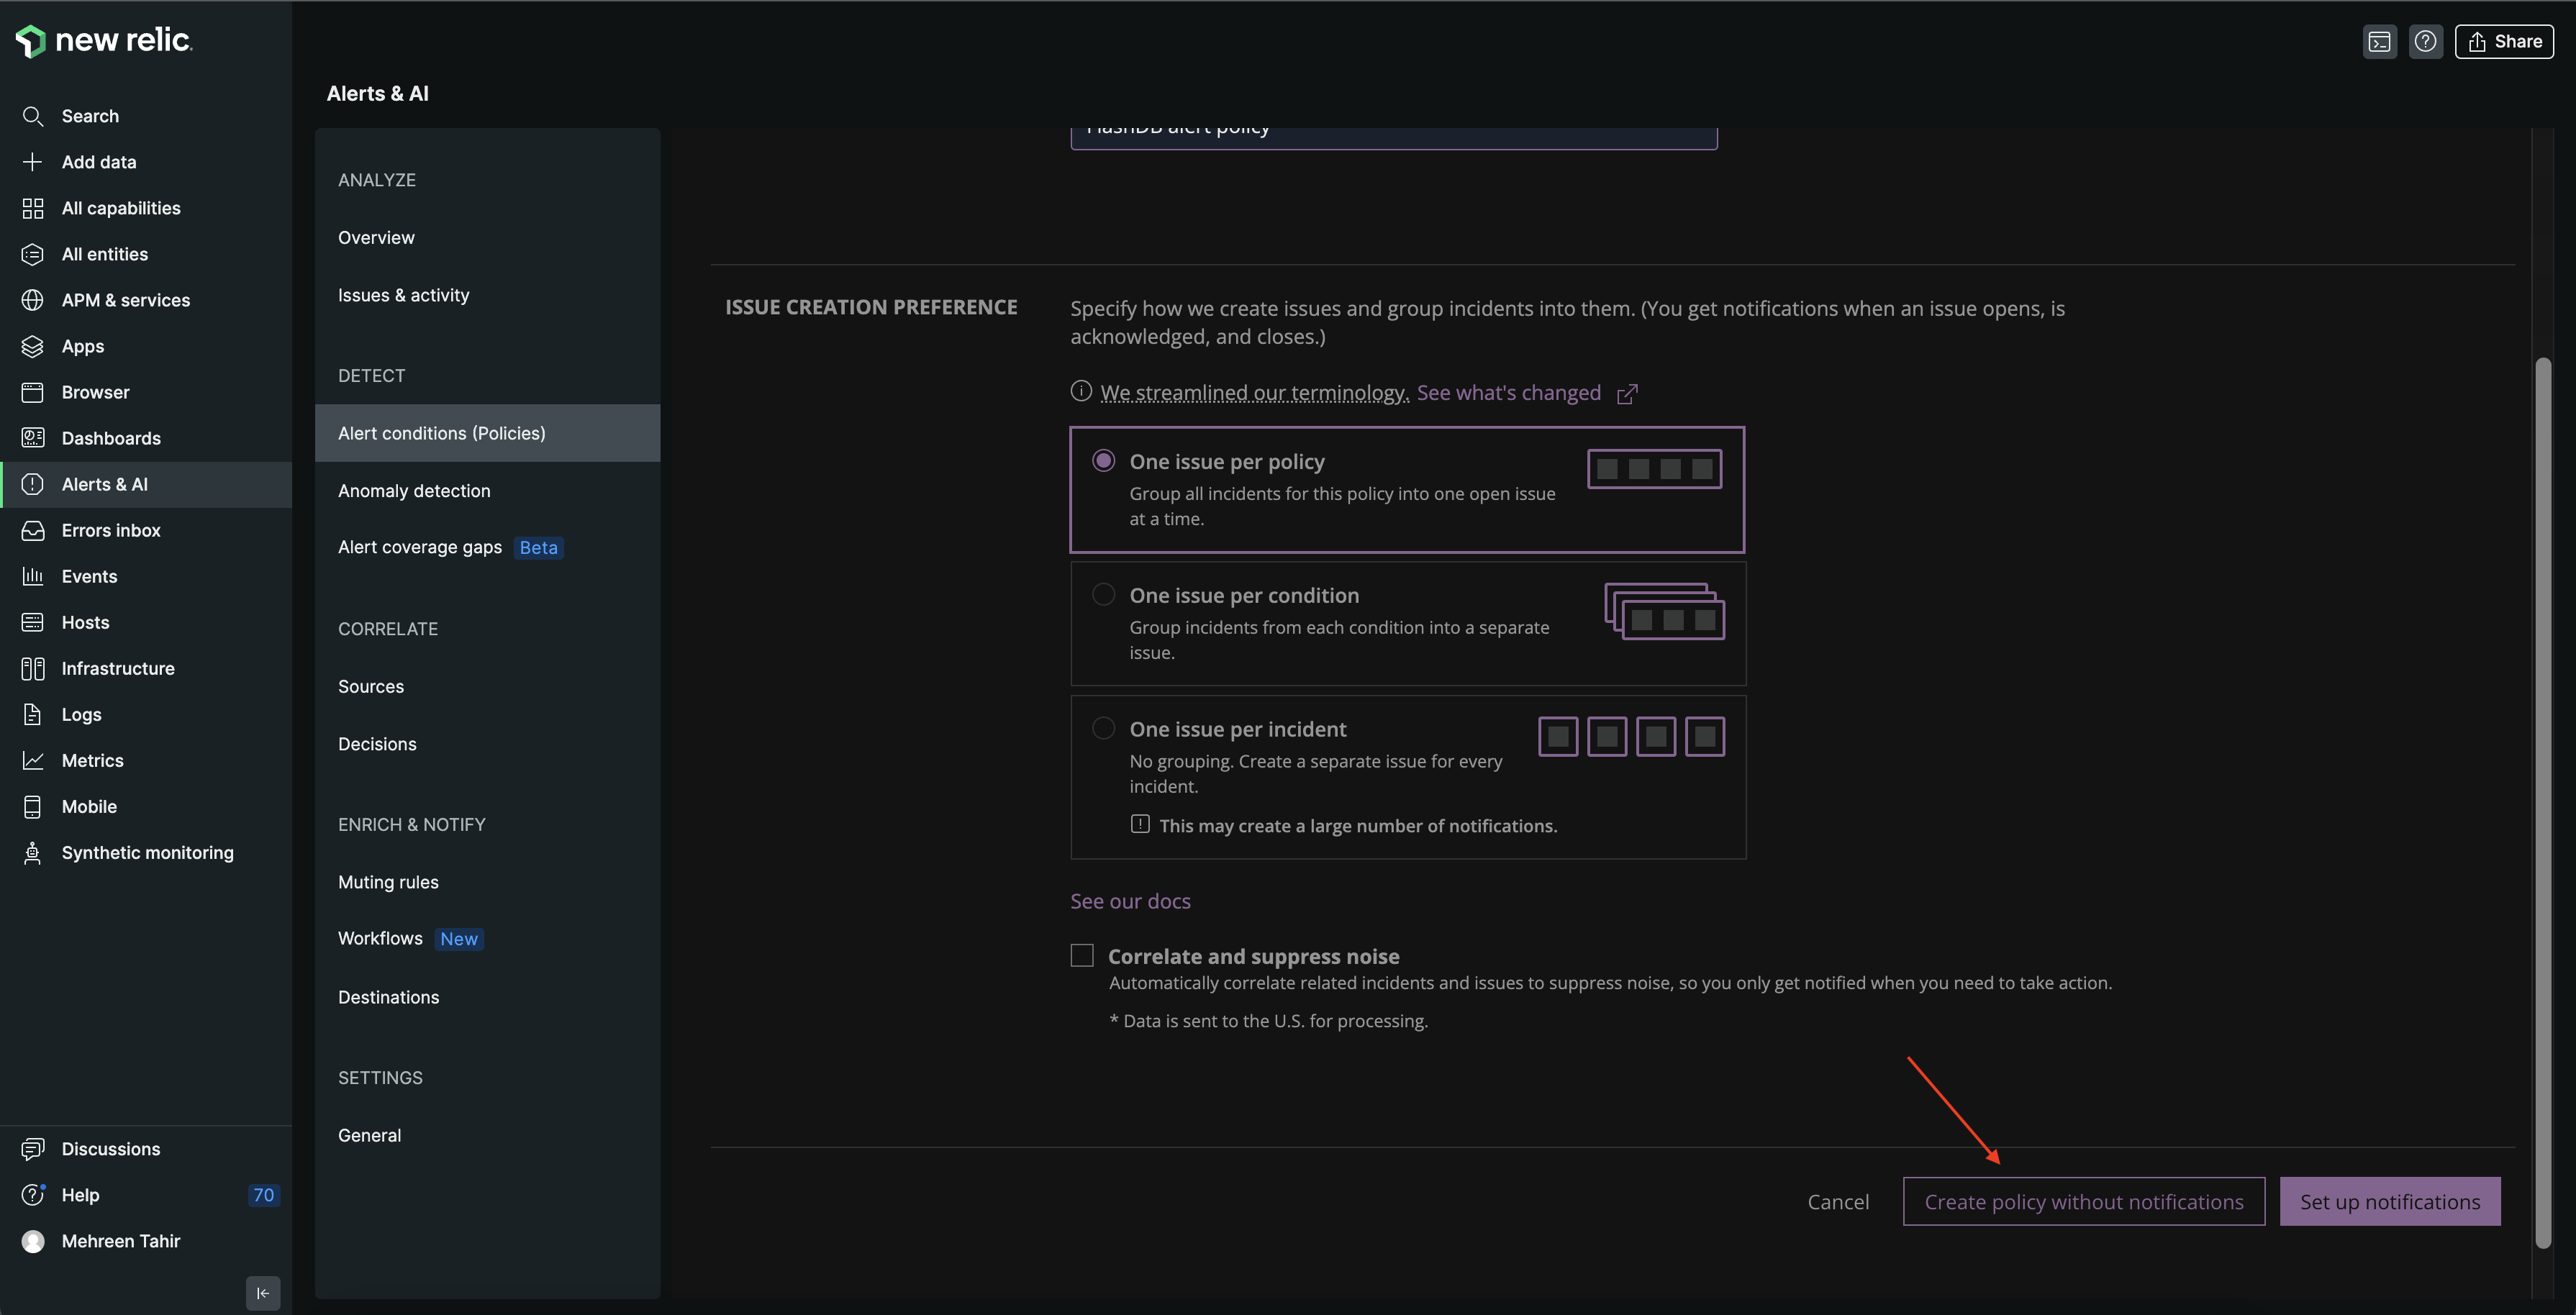 new relic.
Search
Add data
All capabilities
All entities
APM & services
Apps
Browser
Dashboards
Alerts & AI
Errors inbox
Events
Hosts
Infrastructure
Logs
Metrics
Mobile
Synthetic monitoring
Discussions
Help 70
Mehreen Tahir
Share
Alerts & AI
ANALYZE
Overview
Issues & activity
DETECT
Alert conditions (Policies)
Anomaly detection
Alert coverage gaps Beta
CORRELATE
Sources
Decisions
ENRICH & NOTIFY
Muting rules
Workflows New
Destinations
SETTINGS
General
FlashDB alert policy
ISSUE CREATION PREFERENCE
Specify how we create issues and group incidents into them. (You get notifications when an issue opens, is
acknowledged, and closes.)
We streamlined our terminology. See what's changed
One issue per policy
Group all incidents for this policy into one open issue
at a time.
One issue per condition
Group incidents from each condition into a separate
issue.
One issue per incident
No grouping. Create a separate issue for every
incident.
This may create a large number of notifications.
See our docs
Correlate and suppress noise
Automatically correlate related incidents and issues to suppress noise, so you only get notified when you need to take action.
* Data is sent to the U.S. for processing.
Cancel
Create policy without notifications
Set up notifications